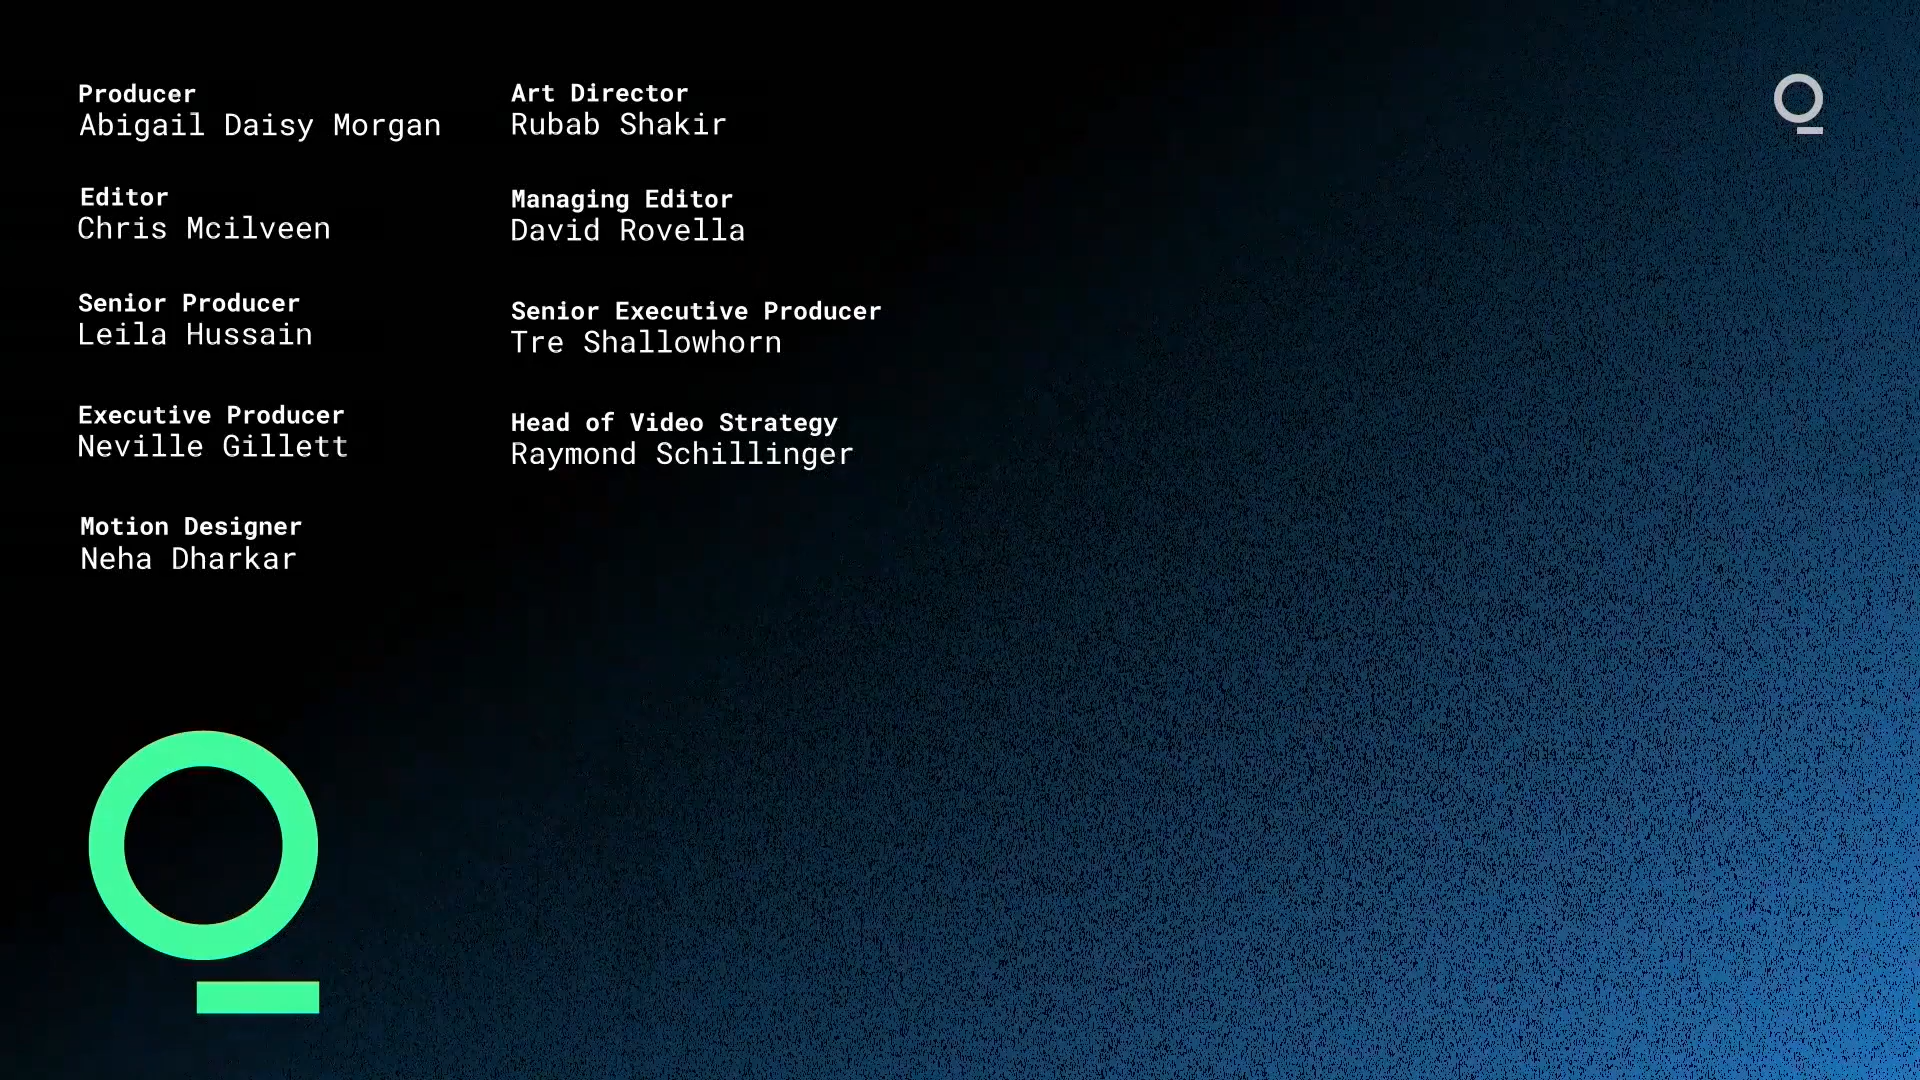 Producer
Abigail Daisy Morgan
Editor
Chris Mcilveen
Senior Producer
Leila Hussain
Executive Producer
Neville Gillett
Motion Designer
Neha Dharkar
Art Director
Rubab Shakir
Managing Editor
David Rovella
Senior Executive Producer
Tre Shallowhorn
Head of Video Strategy
Raymond Schillinger